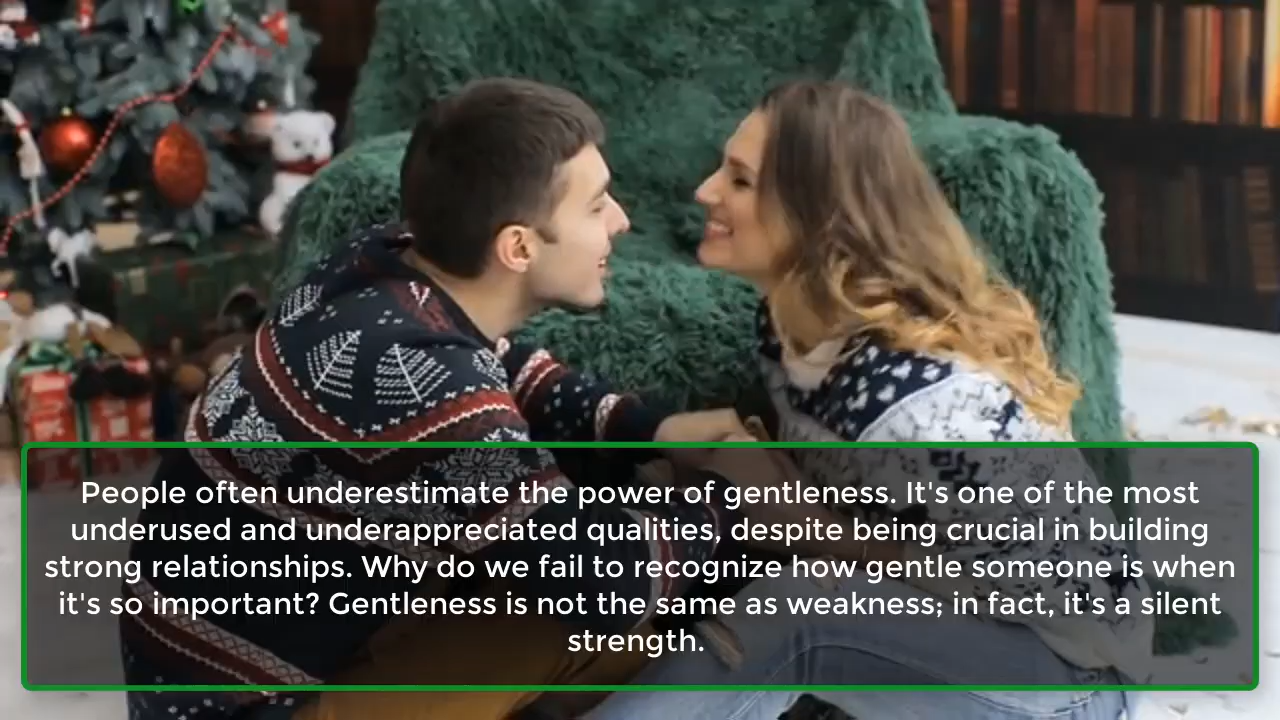 People often underestimate the power of gentleness. It's one of the most
underused and underappreciated qualities, despite being crucial in building
strong relationships. Why do we fail to recognize how gentle someone is when
it's so important? Gentleness is not the same as weakness; in fact, it's a silent
strength.